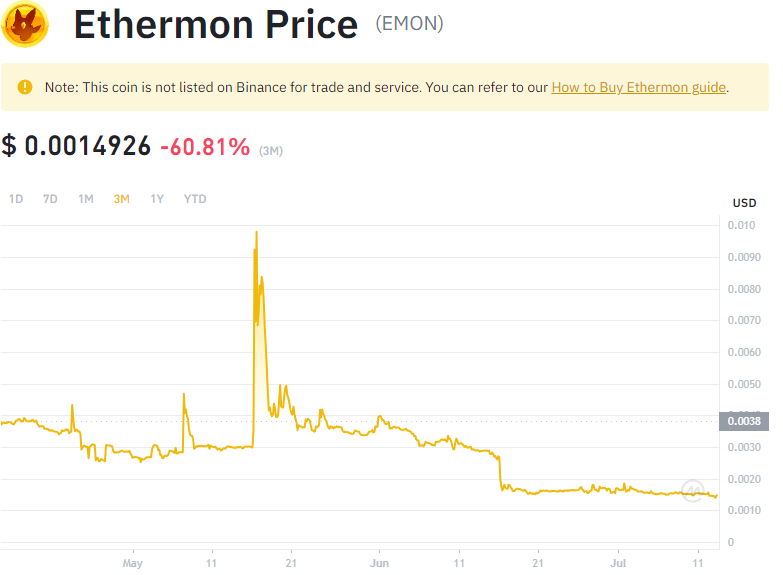 Ethermon Price (EMON)
Note: This coin is not listed on Binance for trade and service. You can refer to our How to Buy Ethermon guide.
$ 0.0014926 -60.81% (3M)
1D 7D 1M 3M 1Y YTD
USD
0.010
0.0090
0.0080
0.0070
0.0060
0.0050
0.0038
0.0030
0.0020
0.0010
0
May 11 21 Jun 11 21 Jul 11